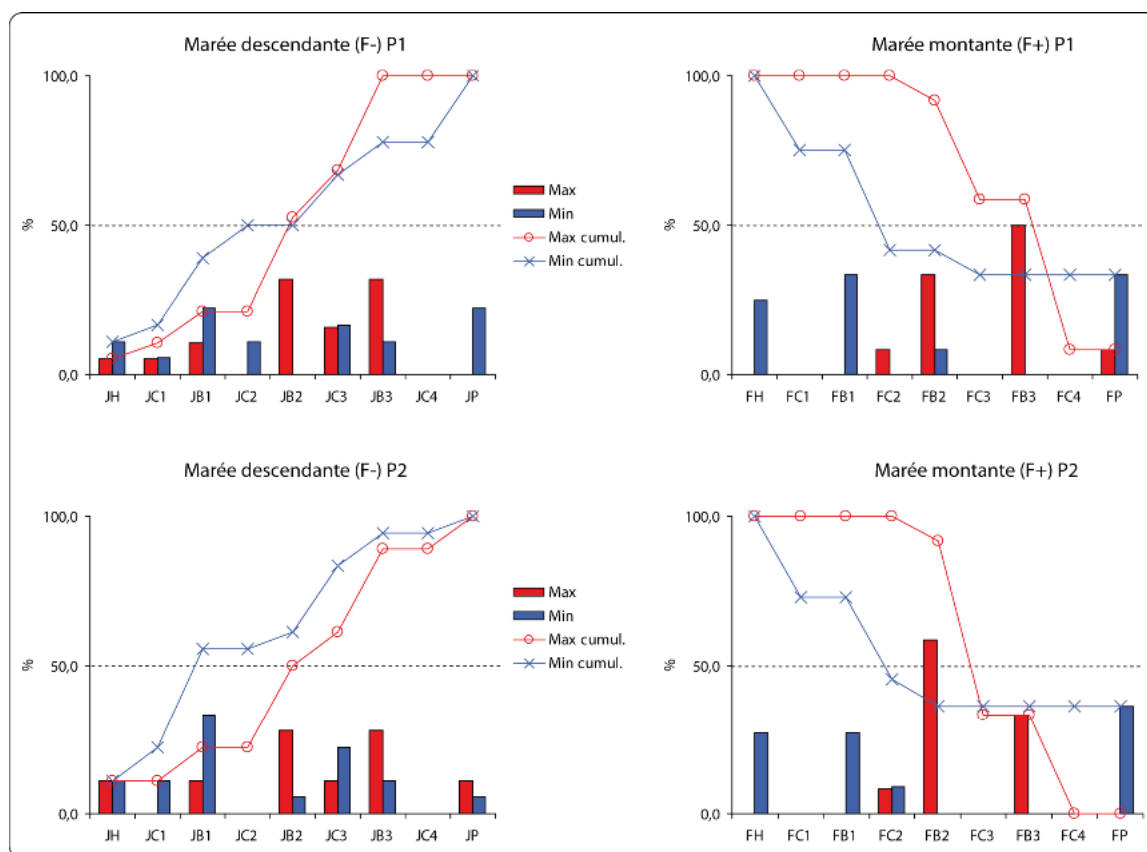 Marée descendante (F-) P1
100,0
50,0
0,0
%
JH JC1 JB1 JC2 JB2 JC3 JB3 JC4 JP
Max
Min
Max cumul.
Min cumul.
Marée montante (F+) P1
100,0
50,0
0,0
%
FH FC1 FB1 FC2 FB2 FC3 FB3 FC4 FP
Marée descendante (F-) P2
100,0
50,0
0,0
%
JH JC1 JB1 JC2 JB2 JC3 JB3 JC4 JP
Max
Min
Max cumul.
Min cumul.
Marée montante (F+) P2
100,0
50,0
0,0
%
FH FC1 FB1 FC2 FB2 FC3 FB3 FC4 FP